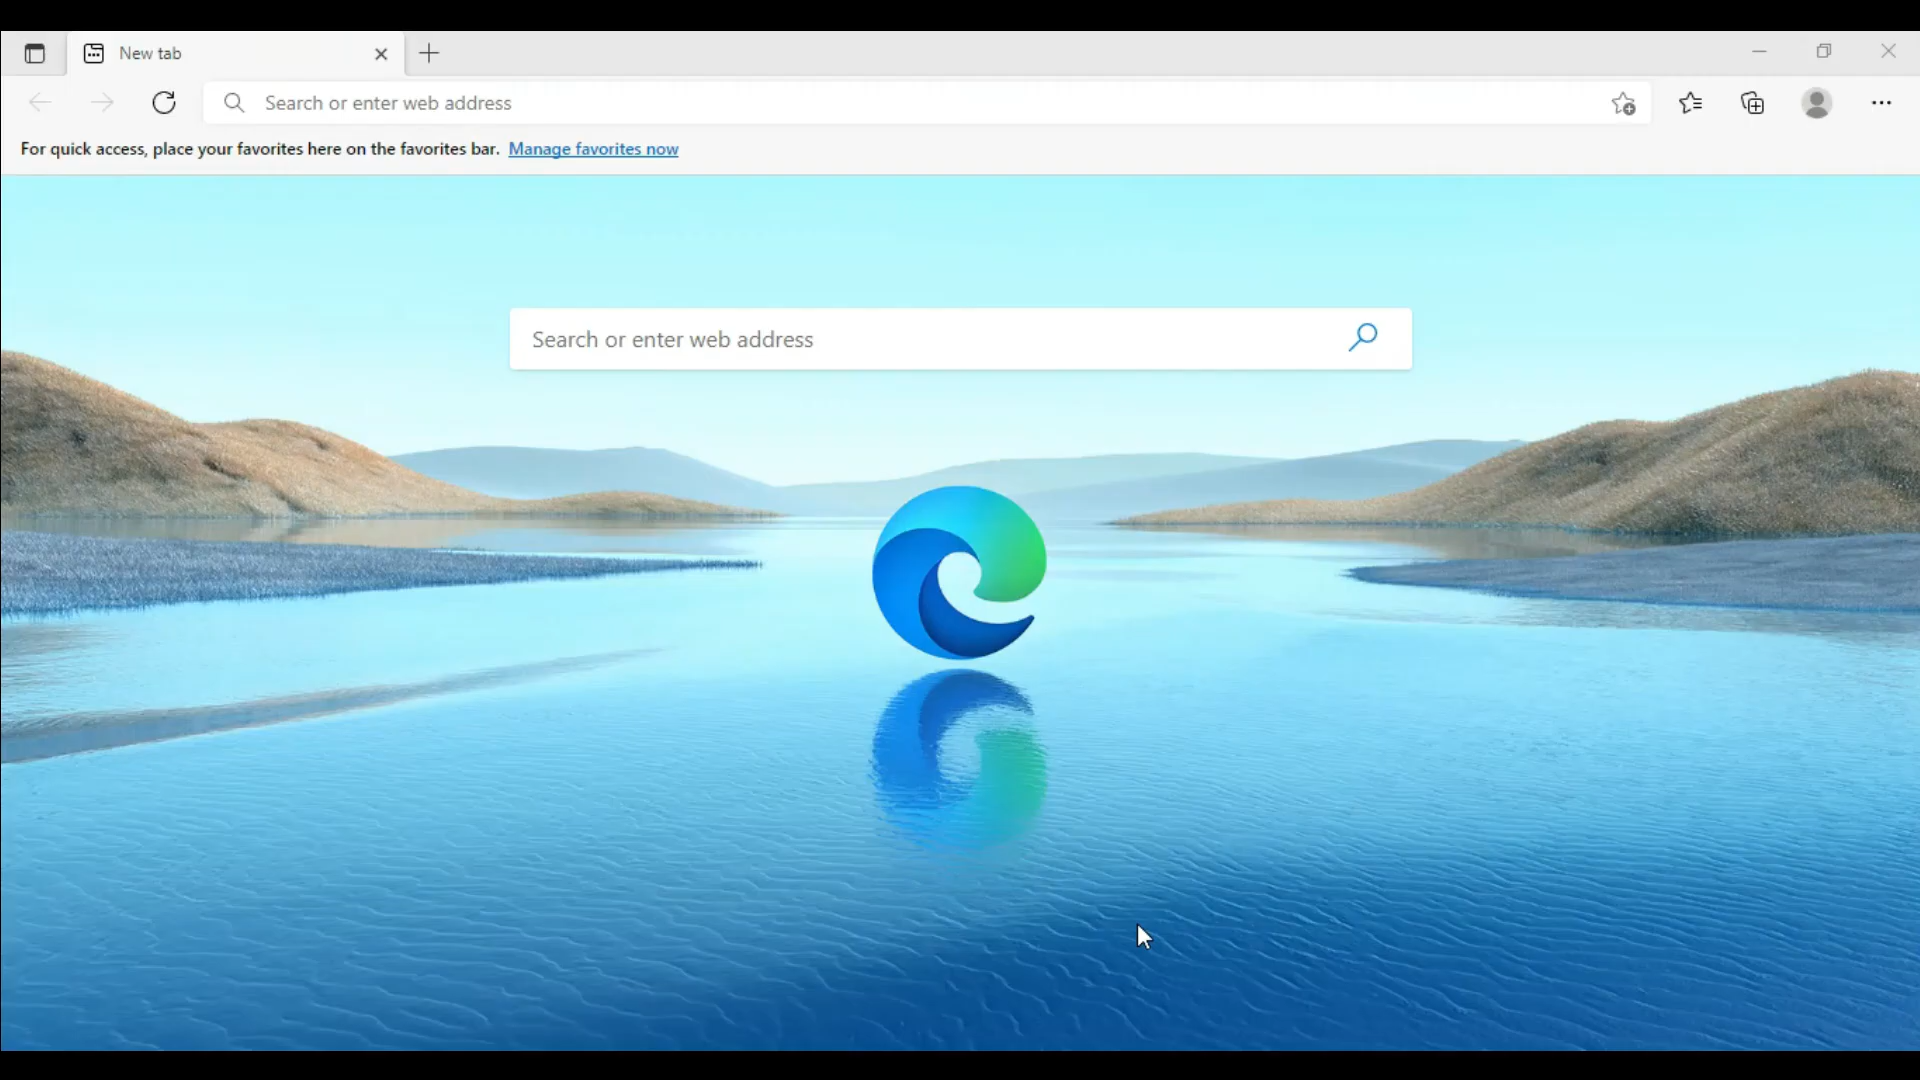 New tab
Search or enter web address
For quick access, place your favorites here on the favorites bar. Manage favorites now
Search or enter web address